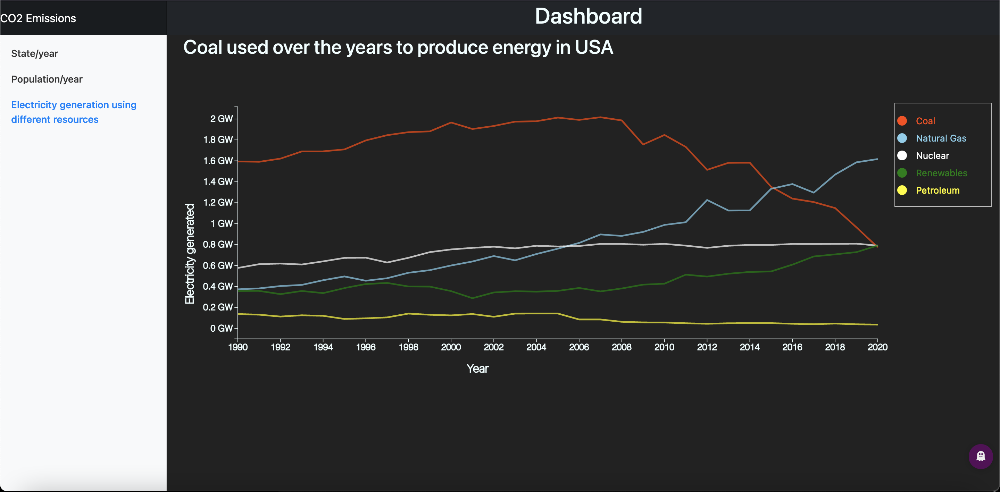 CO2 Emissions
Dashboard
State/year
Population/year
Electricity generation using
different resources
Coal used over the years to produce energy in USA
2 GW
1.8 GW
1.6 GW
1.4 GW
1.2 GW
1 GW
0.8 GW
0.6 GW
0.4 GW
0.2 GW
0 GW
Electricity generated
1990 1992 1994 1996 1998 2000 2002 2004 2006 2008 2010 2012 2014 2016 2018 2020
Year
Coal
Natural Gas
Nuclear
Renewables
Petroleum